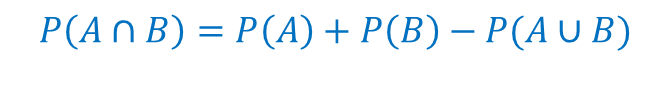 P(A ∩ B) = P(A) + P(B) − P(A ∪ B)